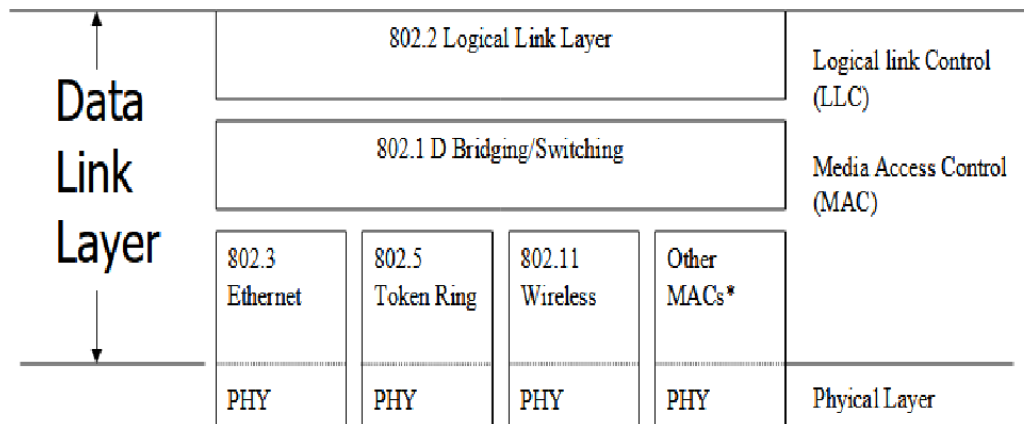 Data
Link
Layer
802.2 Logical Link Layer
Logical link Control
(LLC)
802.1 D Bridging/Switching
Media Access Control
(MAC)
802.3
Ethernet
802.5
Token Ring
802.11
Wireless
Other
MACs*
PHY
PHY
PHY
PHY
Phyical Layer